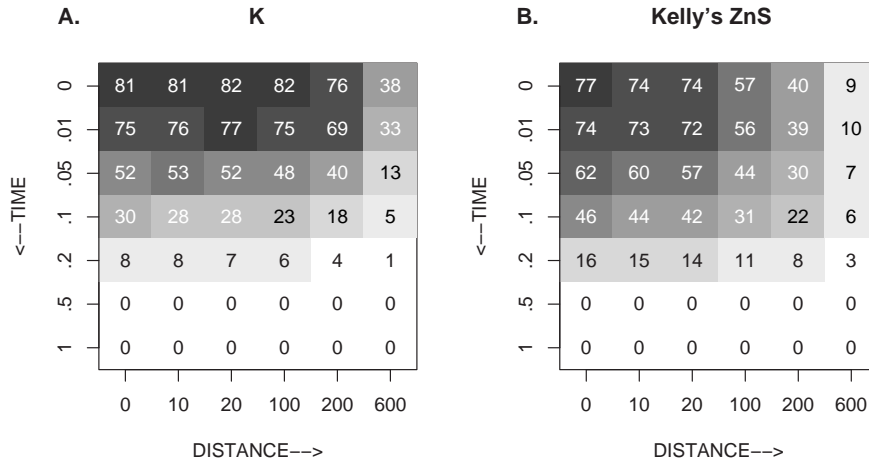 A. K B. Kelly's ZnS
0 81 81 82 82 76 38 0 77 74 74 57 40 9
.01 75 76 77 75 69 33 .01 74 73 72 56 39 10
.05 52 53 52 48 40 13 .05 62 60 57 44 30 7
<−−TIME <−−TIME
.1 30 28 28 23 18 5 .1 46 44 42 31 22 6
.2 8 8 7 6 4 1 .2 16 15 14 11 8 3
.5 0 0 0 0 0 0 .5 0 0 0 0 0 0
1 0 0 0 0 0 0 1 0 0 0 0 0 0
0 10 20 100 200 600 0 10 20 100 200 600
DISTANCE−−> DISTANCE−−>